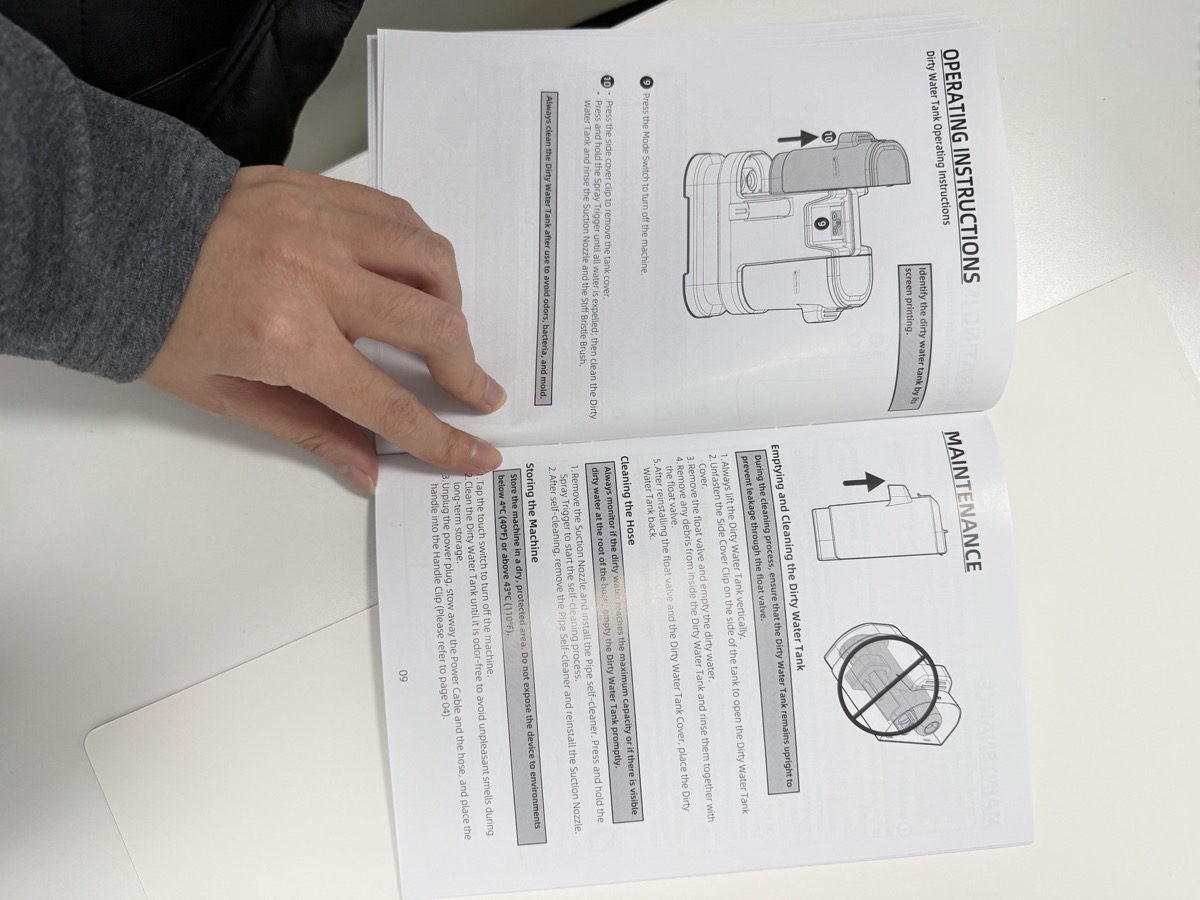 OPERATING INSTRUCTIONS
Dirty Water Tank Operating Instructions
Identify the dirty water tank by its
screen printing.
10
9
9 Press the Mode Switch to turn off the machine.
10 • Press the side cover clip to remove the tank cover.
• Press and hold the Spray Trigger until all water is expelled; then clean the Dirty
Water Tank and rinse the Suction Nozzle and the Stiff Bristle Brush.
Always clean the Dirty Water Tank after use to avoid odors, bacteria, and mold.
MAINTENANCE
Emptying and Cleaning the Dirty Water Tank
During the cleaning process, ensure that the Dirty Water Tank remains upright to
prevent leakage through the float valve.
1. Always lift the Dirty Water Tank vertically.
2. Unfasten the Side Cover Clip on the side of the tank to open the Dirty Water Tank
Cover.
3. Remove the float valve and empty the dirty water.
4. Remove any debris from inside the Dirty Water Tank and rinse them together with
the float valve.
5. After reinstalling the float valve and the Dirty Water Tank Cover, place the Dirty
Water Tank back.
Cleaning the Hose
Always monitor if the dirty water reaches the maximum capacity or if there is visible
dirty water at the root of the hose; empty the Dirty Water Tank promptly.
1. Remove the Suction Nozzle and install the Pipe self-cleaner. Press and hold the
Spray Trigger to start the self-cleaning process.
2. After self-cleaning, remove the Pipe Self-cleaner and reinstall the Suction Nozzle.
Storing the Machine
Store the machine in a dry, protected area. Do not expose the device to environments
below 4°C (40°F) or above 43°C (110°F).
1. Tap the touch switch to turn off the machine.
2. Clean the Dirty Water Tank until it is odor-free to avoid unpleasant smells during
long-term storage.
3. Unplug the power plug, stow away the Power Cable and the hose, and place the
handle into the Handle Clip (Please refer to page 04).
09